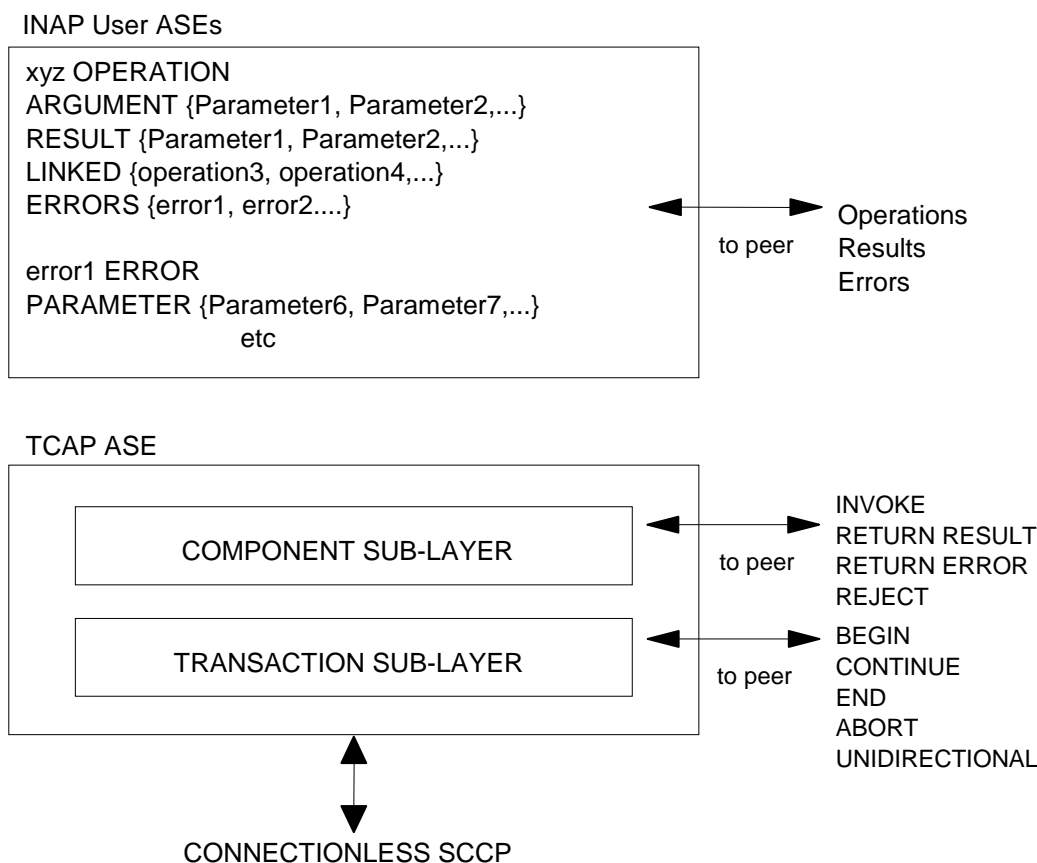 INAP User ASEs
xyz OPERATION
ARGUMENT {Parameter1, Parameter2,...}
RESULT {Parameter1, Parameter2,...}
LINKED {operation3, operation4,...}
ERRORS {error1, error2....}
error1 ERROR
PARAMETER {Parameter6, Parameter7,...}
etc
to peer
Operations
Results
Errors
TCAP ASE
COMPONENT SUB-LAYER
to peer
INVOKE
RETURN RESULT
RETURN ERROR
REJECT
TRANSACTION SUB-LAYER
to peer
BEGIN
CONTINUE
END
ABORT
UNIDIRECTIONAL
CONNECTIONLESS SCCP